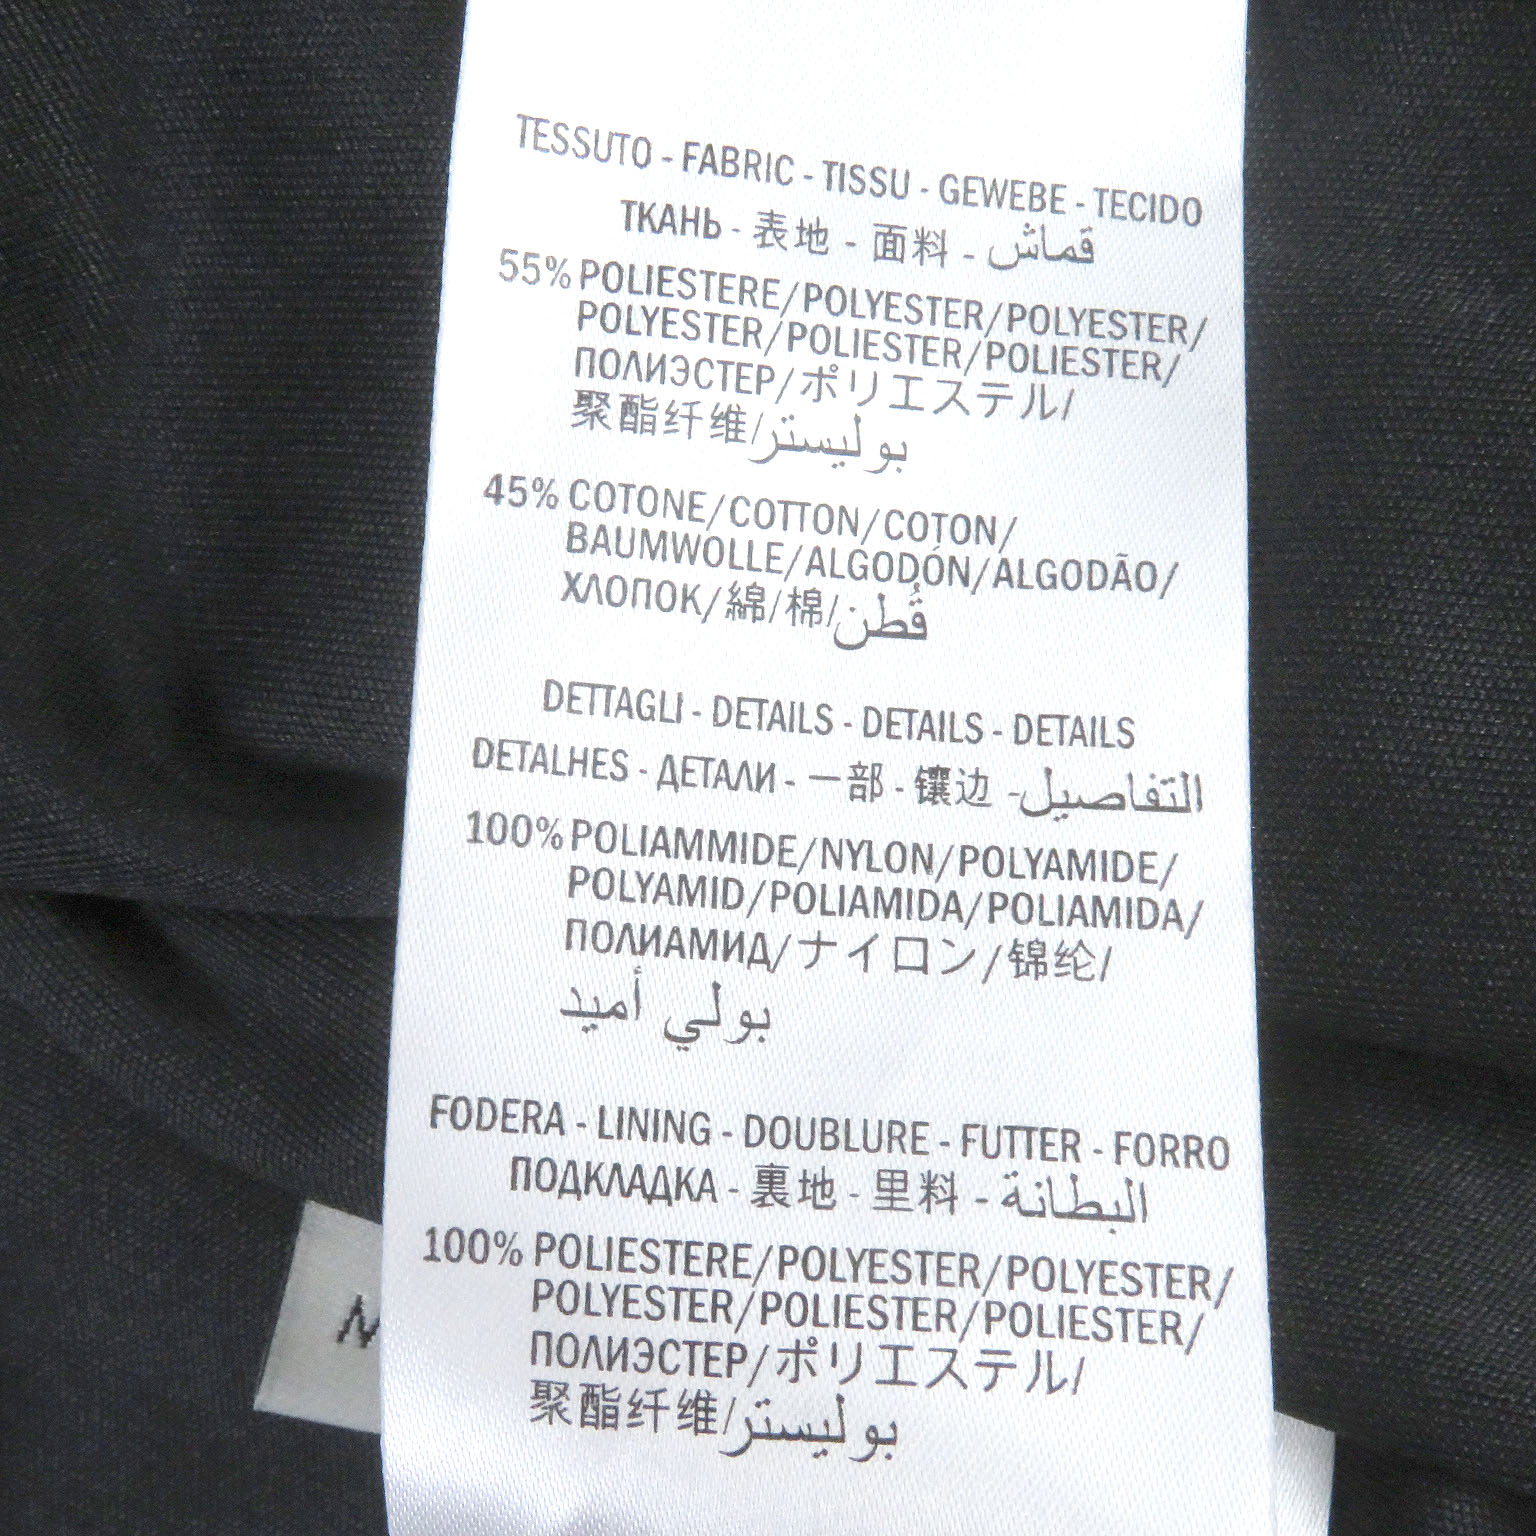 TESSUTO - FABRIC - TISSU - GEWEBE - TECIDO
ТКАНЬ - 表地 - 面料 - قماش
55% POLIESTERE/POLYESTER/POLYESTER/
POLYESTER/POLIESTER/POLIESTER/
ПОЛИЭСТЕР/ポリエステル/
聚酯纤维/بوليستر
45% COTONE/COTTON/COTON/
BAUMWOLLE/ALGODÓN/ALGODÃO/
ХЛОПОК/綿/棉/قُطن
DETTAGLI - DETAILS - DETAILS - DETAILS
DETALHES - ДЕТАЛИ - 一部 - 镶边 - التفاصيل
100% POLIAMMIDE/NYLON/POLYAMIDE/
POLYAMID/POLIAMIDA/POLIAMIDA/
ПОЛИАМИД/ナイロン/锦纶/
بولي أميد
FODERA - LINING - DOUBLURE - FUTTER - FORRO
ПОДКЛАДКА - 裏地 - 里料 - البطانة
100% POLIESTERE/POLYESTER/POLYESTER/
POLYESTER/POLIESTER/POLIESTER/
ПОЛИЭСТЕР/ポリエステル/
聚酯纤维/بوليستر